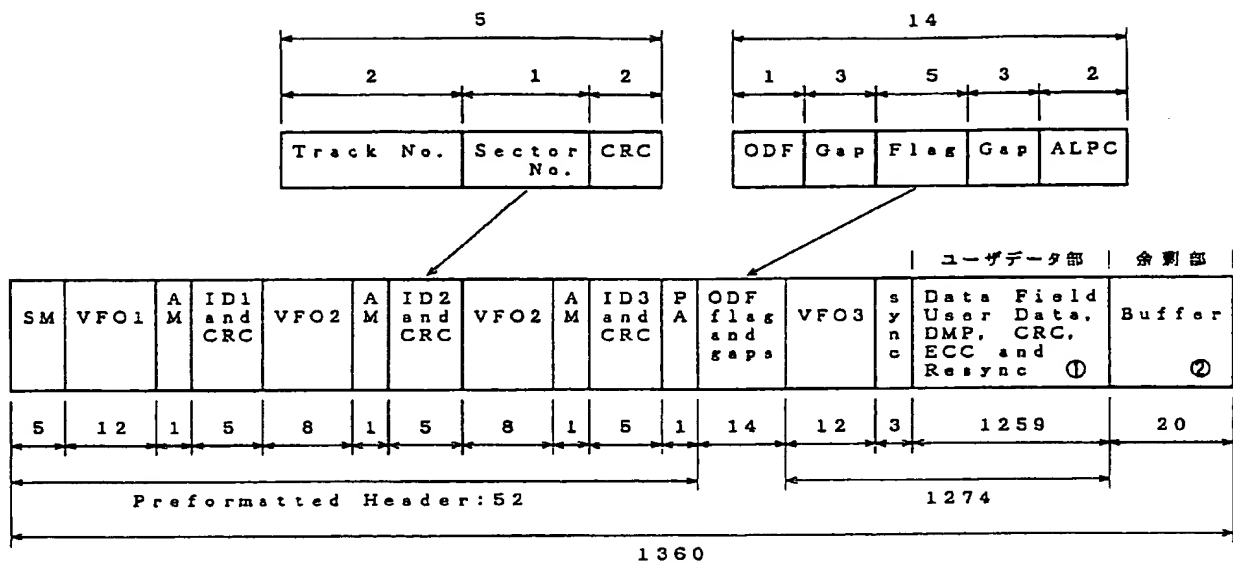 5
14
2 1 2
1 3 5 3 2
Track No.
Sector No.
CRC
ODF
Gap
Flag
Gap
ALPC
ユーザデータ部
余剰部
SM
VFO1
AM
ID1 and CRC
VFO2
AM
ID2 and CRC
VFO2
AM
ID3 and CRC
PA
ODF flag and gaps
VFO3
sync
Data Field
User Data,
DMP, CRC,
ECC and
Resync ①
Buffer
②
5 12 1 5 8 1 5 8 1 5 1 14 12 3 1259 20
Preformatted Header:52
1274
1360